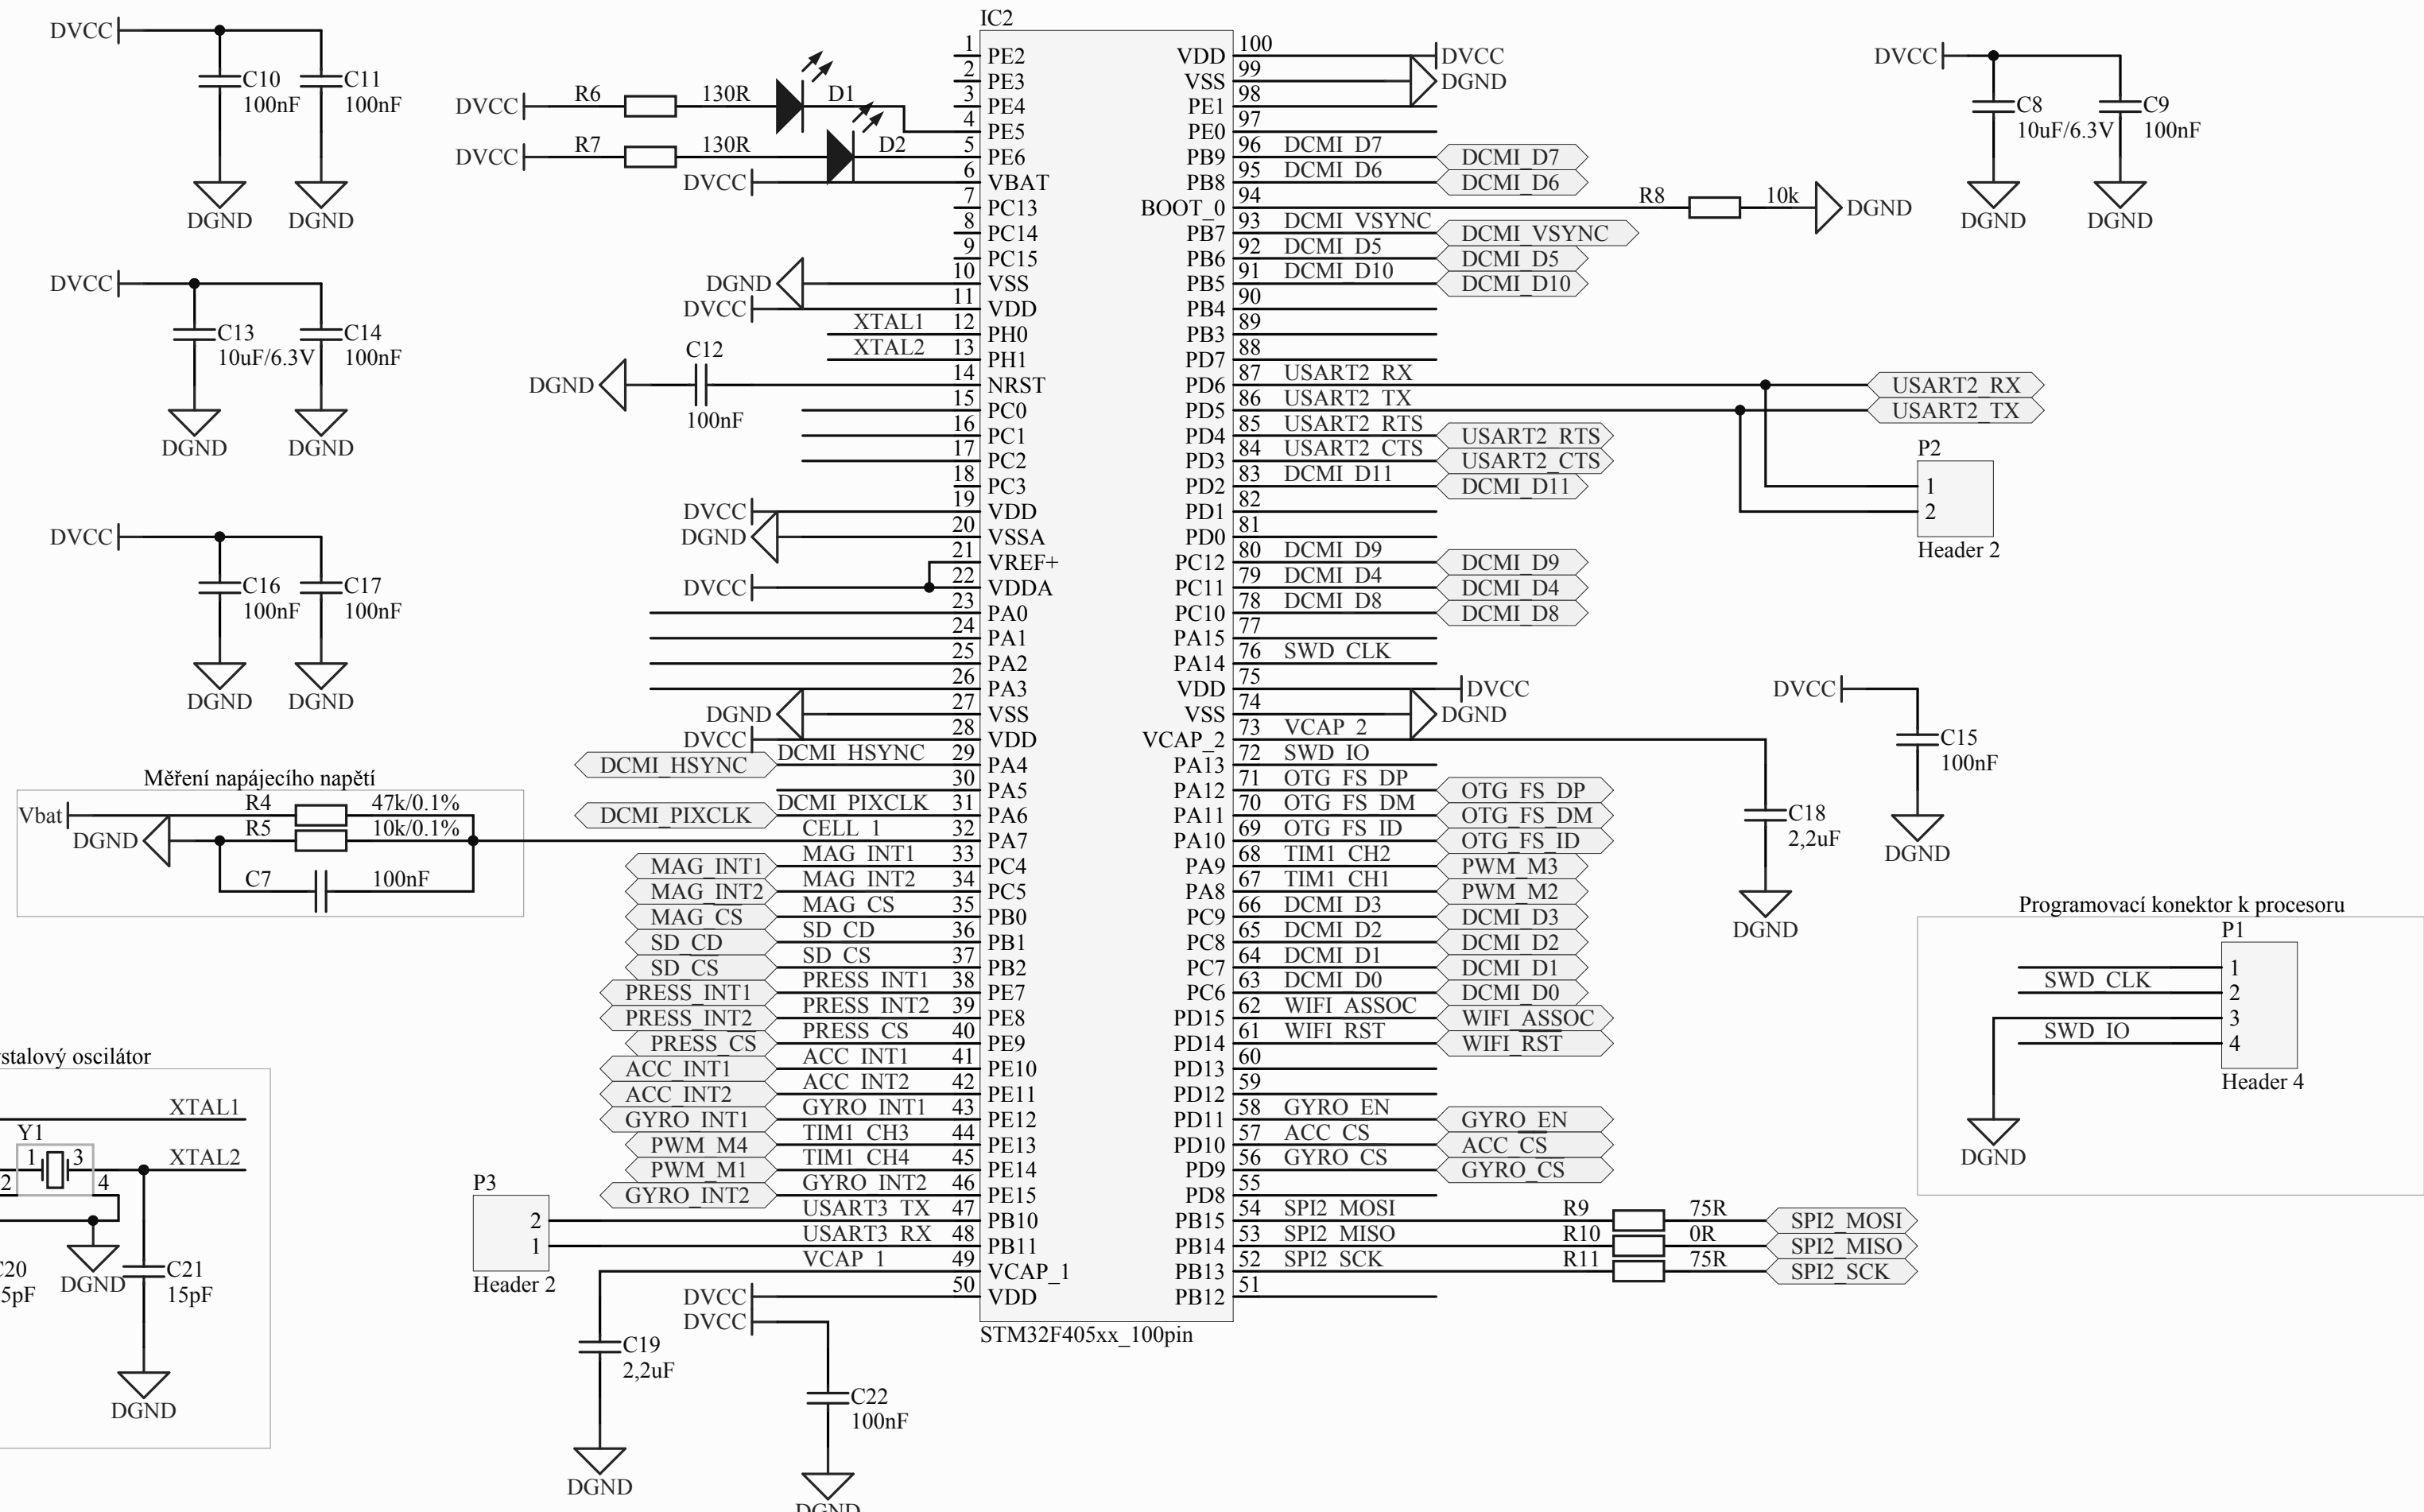 DVCC
C10
100nF
C11
100nF
DGND
DGND
DVCC
C13
10uF/6.3V
C14
100nF
DGND
DGND
DVCC
C16
100nF
C17
100nF
DGND
DGND
DVCC
R6
130R
D1
DVCC
R7
130R
D2
DVCC
DGND
DVCC
XTAL1
XTAL2
DGND
C12
100nF
DVCC
DGND
DVCC
DGND
DVCC
DCMI_HSYNC DCMI_HSYNC
DCMI_PIXCLK DCMI_PIXCLK
Měření napájecího napětí
Vbat
R4
47k/0.1%
DGND
R5
10k/0.1%
C7
100nF
CELL_1
MAG_INT1 MAG_INT1
MAG_INT2 MAG_INT2
MAG_CS MAG_CS
SD_CD SD_CD
SD_CS SD_CS
PRESS_INT1 PRESS_INT1
PRESS_INT2 PRESS_INT2
PRESS_CS PRESS_CS
ACC_INT1 ACC_INT1
ACC_INT2 ACC_INT2
GYRO_INT1 GYRO_INT1
PWM_M4 TIM1_CH3
PWM_M1 TIM1_CH4
GYRO_INT2 GYRO_INT2
P3
2 USART3_TX
1 USART3_RX
Header 2
VCAP_1
DVCC
DVCC
C19
2,2uF
DGND
C22
100nF
DGND
stalový oscilátor
XTAL1
Y1
1 3
2 4
XTAL2
DGND
C21
15pF
20
5pF
DGND
IC2
1 PE2
2 PE3
3 PE4
4 PE5
5 PE6
6 VBAT
7 PC13
8 PC14
9 PC15
10 VSS
11 VDD
12 PH0
13 PH1
14 NRST
15 PC0
16 PC1
17 PC2
18 PC3
19 VDD
20 VSSA
21 VREF+
22 VDDA
23 PA0
24 PA1
25 PA2
26 PA3
27 VSS
28 VDD
29 PA4
30 PA5
31 PA6
32 PA7
33 PC4
34 PC5
35 PB0
36 PB1
37 PB2
38 PE7
39 PE8
40 PE9
41 PE10
42 PE11
43 PE12
44 PE13
45 PE14
46 PE15
47 PB10
48 PB11
49 VCAP_1
50 VDD
STM32F405xx_100pin
VDD 100 DVCC
VSS 99 DGND
PE1 98
PE0 97
PB9 96 DCMI_D7 DCMI_D7
PB8 95 DCMI_D6 DCMI_D6
BOOT_0 94 R8 10k DGND
PB7 93 DCMI_VSYNC DCMI_VSYNC
PB6 92 DCMI_D5 DCMI_D5
PB5 91 DCMI_D10 DCMI_D10
PB4 90
PB3 89
PD7 88
PD6 87 USART2_RX USART2_RX
PD5 86 USART2_TX USART2_TX
PD4 85 USART2_RTS USART2_RTS
PD3 84 USART2_CTS USART2_CTS
PD2 83 DCMI_D11 DCMI_D11
PD1 82
PD0 81
PC12 80 DCMI_D9 DCMI_D9
PC11 79 DCMI_D4 DCMI_D4
PC10 78 DCMI_D8 DCMI_D8
PA15 77
PA14 76 SWD_CLK
VDD 75 DVCC
VSS 74 DGND
VCAP_2 73 VCAP_2
PA13 72 SWD_IO
PA12 71 OTG_FS_DP OTG_FS_DP
PA11 70 OTG_FS_DM OTG_FS_DM
PA10 69 OTG_FS_ID OTG_FS_ID
PA9 68 TIM1_CH2 PWM_M3
PA8 67 TIM1_CH1 PWM_M2
PC9 66 DCMI_D3 DCMI_D3
PC8 65 DCMI_D2 DCMI_D2
PC7 64 DCMI_D1 DCMI_D1
PC6 63 DCMI_D0 DCMI_D0
PD15 62 WIFI_ASSOC WIFI_ASSOC
PD14 61 WIFI_RST WIFI_RST
PD13 60
PD12 59
PD11 58 GYRO_EN GYRO_EN
PD10 57 ACC_CS ACC_CS
PD9 56 GYRO_CS GYRO_CS
PD8 55
PB15 54 SPI2_MOSI R9 75R SPI2_MOSI
PB14 53 SPI2_MISO R10 0R SPI2_MISO
PB13 52 SPI2_SCK R11 75R SPI2_SCK
PB12 51
DVCC
C8
10uF/6.3V
C9
100nF
DGND
DGND
P2
1
2
Header 2
DVCC
C15
100nF
DGND
C18
2,2uF
DGND
Programovací konektor k procesoru
P1
1
SWD_CLK 2
3
SWD_IO 4
Header 4
DGND